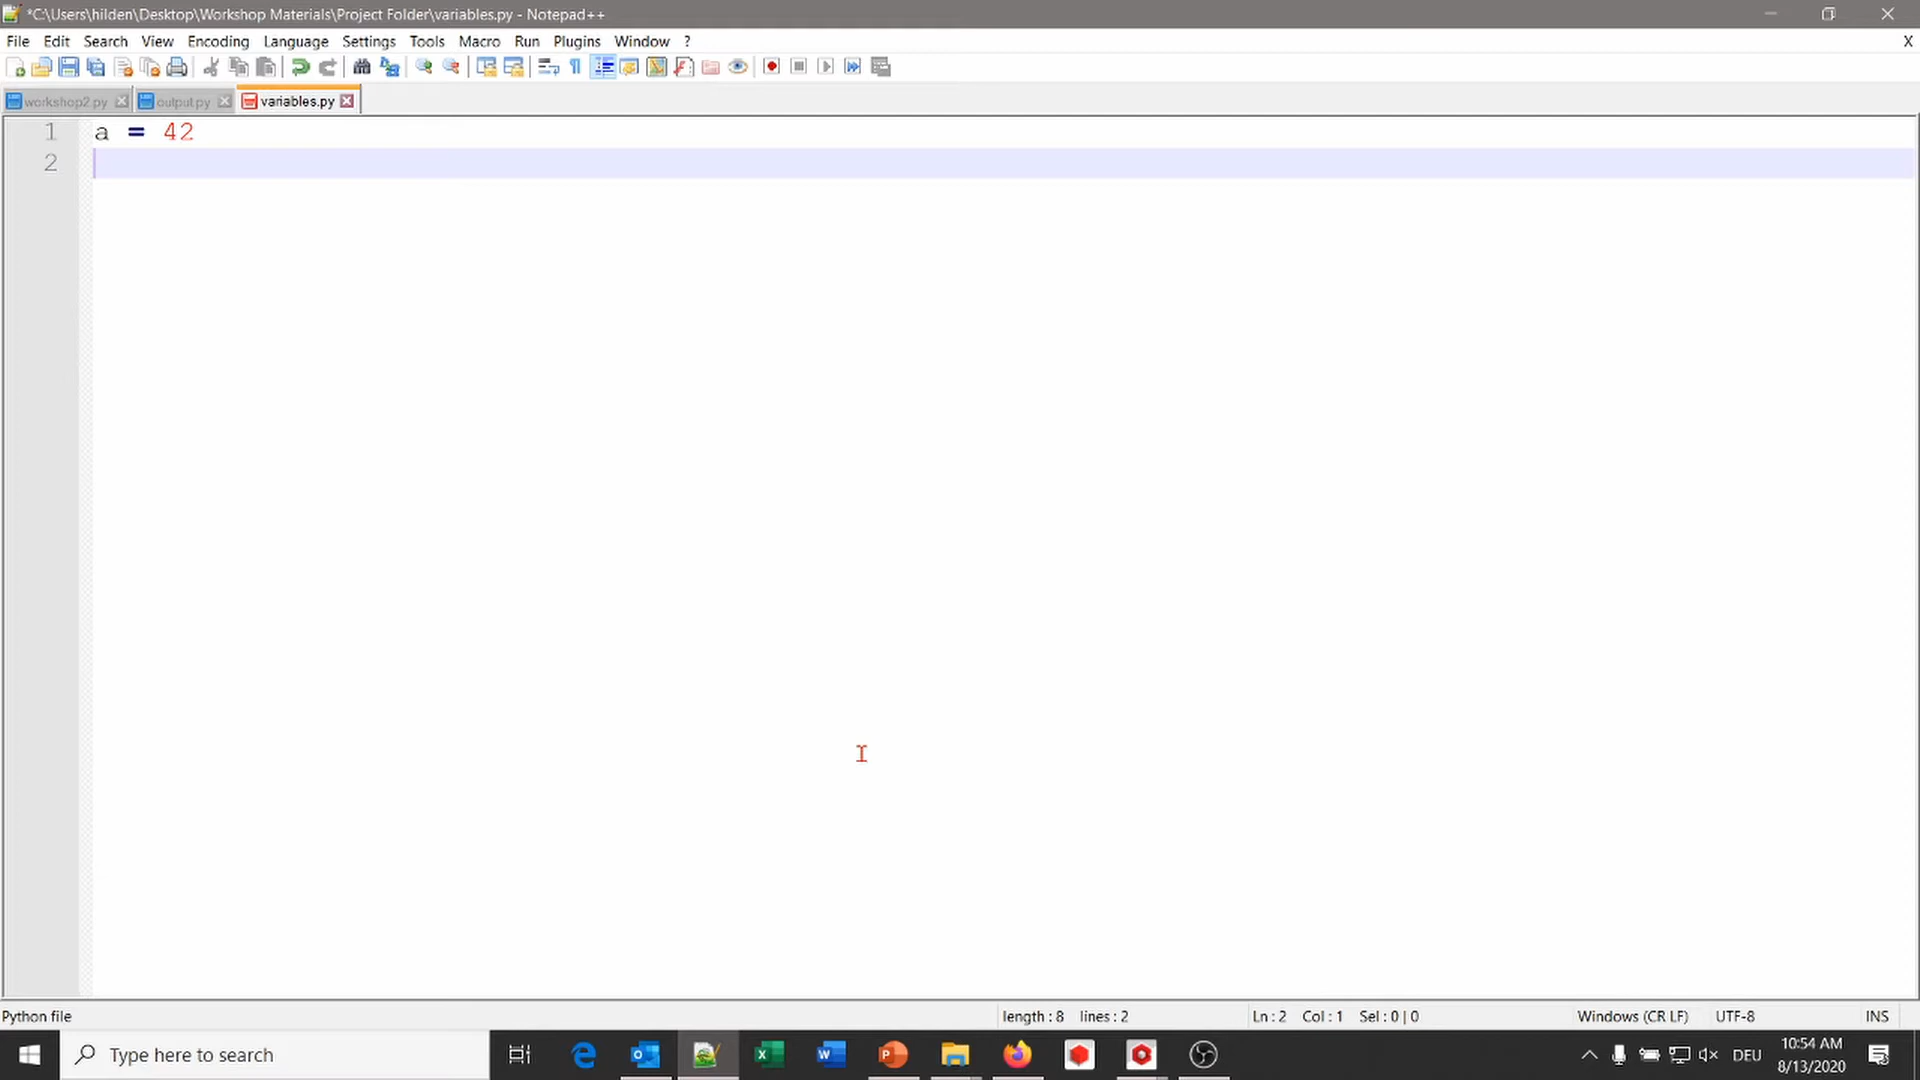 *C:\Users\hilden\Desktop\Workshop Materials\Project Folder\variables.py - Notepad++
File Edit Search View Encoding Language Settings Tools Macro Run Plugins Window ? X
workshop2.py output.py variables.py
1 a = 42
2
Python file length : 8 lines : 2 Ln : 2 Col : 1 Sel : 0 | 0 Windows (CR LF) UTF-8 INS
Type here to search DEU 10:54 AM
8/13/2020